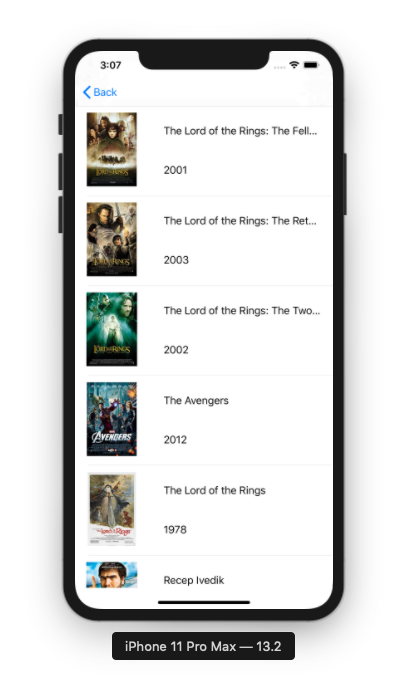 3:07
Back
The Lord of the Rings: The Fell...
2001
The Lord of the Rings: The Ret...
2003
The Lord of the Rings: The Two...
2002
The Avengers
2012
AVENGERS
The Lord of the Rings
1978
Recep Ivedik
iPhone 11 Pro Max — 13.2